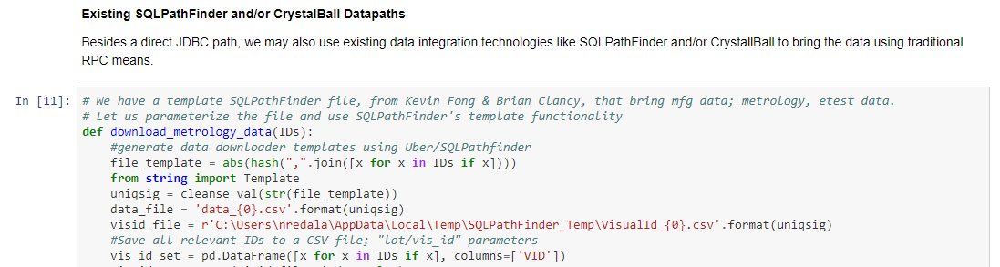 Existing SQLPathFinder and/or CrystalBall Datapaths
Besides a direct JDBC path, we may also use existing data integration technologies like SQLPathFinder and/or CrystallBall to bring the data using traditional
RPC means.
In [11]: # We have a template SQLPathFinder file, from Kevin Fong & Brian Clancy, that bring mfg data; metrology, etest data.
# Let us parameterize the file and use SQLPathFinder's template functionality
def download_metrology_data(IDs):
#generate data downloader templates using Uber/SQLPathfinder
file_template = abs(hash(",".join([x for x in IDs if x])))
from string import Template
uniqsig = cleanse_val(str(file_template))
data_file = 'data_{0}.csv'.format(uniqsig)
visid_file = r'C:\Users\nredala\AppData\Local\Temp\SQLPathFinder_Temp\VisualId_{0}.csv'.format(uniqsig)
#Save all relevant IDs to a CSV file; "lot/vis_id" parameters
vis_id_set = pd.DataFrame([x for x in IDs if x], columns=['VID'])